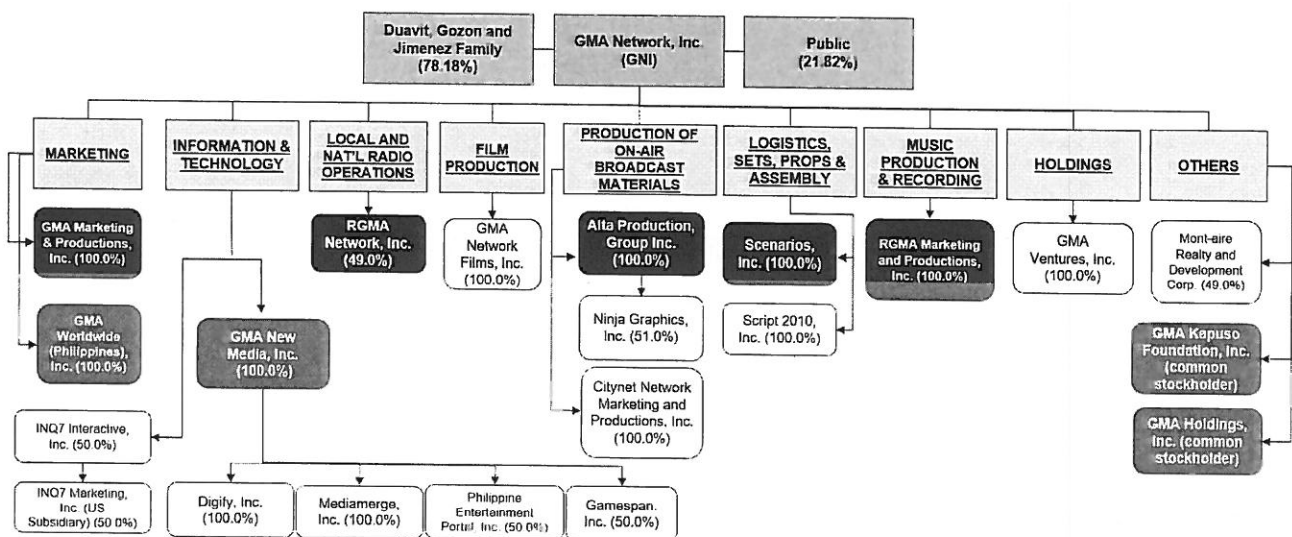 Duavit, Gozon and
Jimenez Family
(78.18%)
GMA Network, Inc.
(GNI)
Public
(21.82%)
MARKETING
INFORMATION &
TECHNOLOGY
LOCAL AND
NAT'L RADIO
OPERATIONS
FILM
PRODUCTION
PRODUCTION OF
ON-AIR
BROADCAST
MATERIALS
LOGISTICS,
SETS, PROPS &
ASSEMBLY
MUSIC
PRODUCTION
& RECORDING
HOLDINGS
OTHERS
GMA Marketing
& Productions,
Inc. (100.0%)
RGMA
Network, Inc.
(49.0%)
GMA
Network
Films, Inc.
(100.0%)
Alta Production,
Group Inc.
(100.0%)
Scenarios,
Inc. (100.0%)
RGMA Marketing
and Productions,
Inc. (100.0%)
GMA
Ventures, Inc.
(100.0%)
Mont-aire
Realty and
Development
Corp. (49.0%)
GMA
Worldwide
(Philippines),
Inc. (100.0%)
GMA New
Media, Inc.
(100.0%)
Ninja Graphics,
Inc. (51.0%)
Script 2010,
Inc. (100.0%)
GMA Kapuso
Foundation, Inc.
(common
stockholder)
Citynet Network
Marketing and
Productions, Inc.
(100.0%)
GMA Holdings,
Inc. (common
stockholder)
INQ7 Interactive,
Inc. (50.0%)
INQ7 Marketing,
Inc. (US
Subsidiary) (50.0%)
Digify, Inc.
(100.0%)
Mediamerge,
Inc. (100.0%)
Philippine
Entertainment
Portal, Inc. (50.0%)
Gamespan.
Inc. (50.0%)